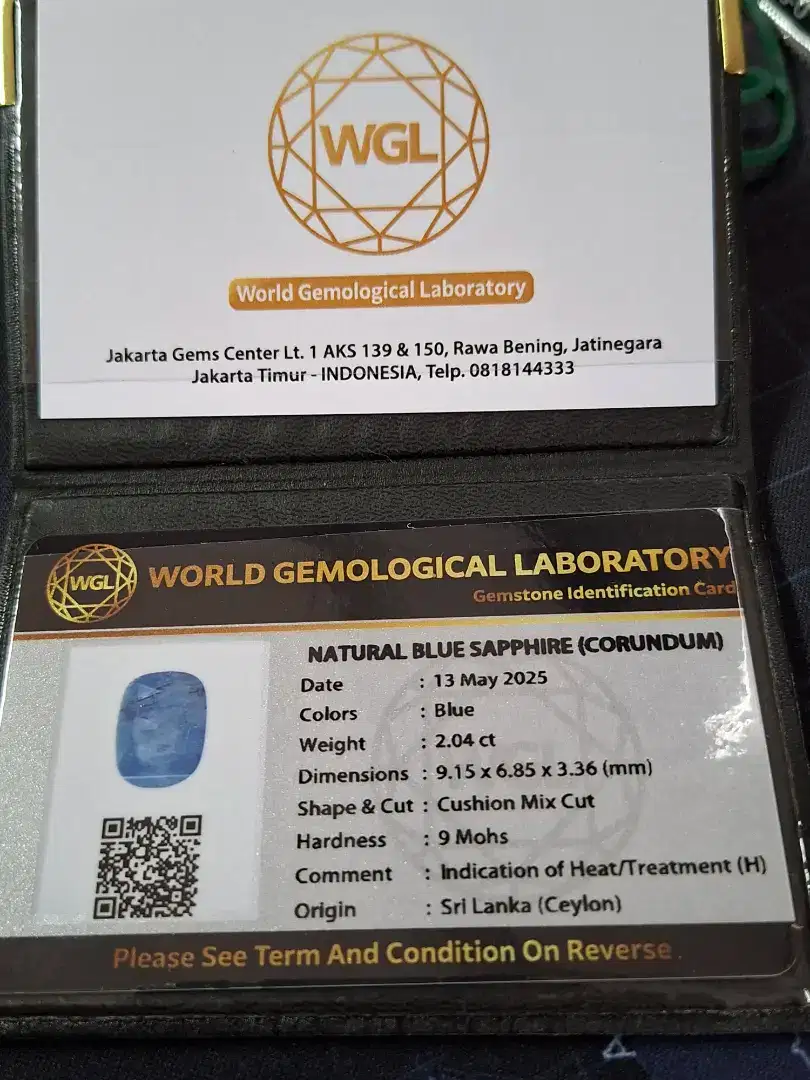 WGL
World Gemological Laboratory
Jakarta Gems Center Lt. 1 AKS 139 & 150, Rawa Bening, Jatinegara
Jakarta Timur - INDONESIA, Telp. 0818144333
WGL
WORLD GEMOLOGICAL LABORATORY
Gemstone Identification Card
NATURAL BLUE SAPPHIRE (CORUNDUM)
Date : 13 May 2025
Colors : Blue
Weight : 2.04 ct
Dimensions : 9.15 x 6.85 x 3.36 (mm)
Shape & Cut : Cushion Mix Cut
Hardness : 9 Mohs
Comment : Indication of Heat/Treatment (H)
Origin : Sri Lanka (Ceylon)
Please See Term And Condition On Reverse .